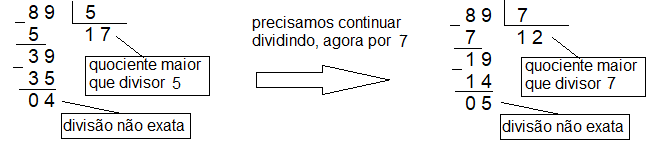 89 5
- 5 17
39
- 35
04
quociente maior
que divisor 5
divisão não exata
precisamos continuar
dividindo, agora por 7
- 89 7
7 12
- 19
14
05
quociente maior
que divisor 7
divisão não exata